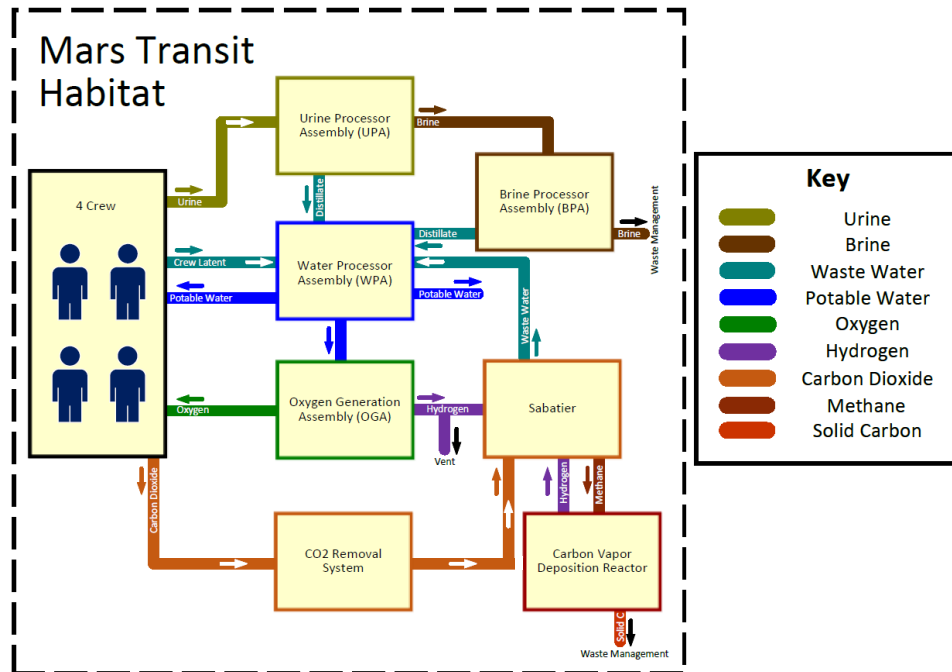 Mars Transit
Habitat
Urine Processor
Assembly (UPA)
Brine
Brine Processor
Assembly (BPA)
Brine
Waste Management
4 Crew
Urine
Distillate
Distillate
Crew Latent
Water Processor
Assembly (WPA)
Potable Water
Potable Water
Waste Water
Oxygen Generation
Assembly (OGA)
Oxygen
Hydrogen
Vent
Sabatier
Carbon Dioxide
CO2 Removal
System
Hydrogen
Methane
Carbon Vapor
Deposition Reactor
Solid C
Waste Management
Key
Urine
Brine
Waste Water
Potable Water
Oxygen
Hydrogen
Carbon Dioxide
Methane
Solid Carbon